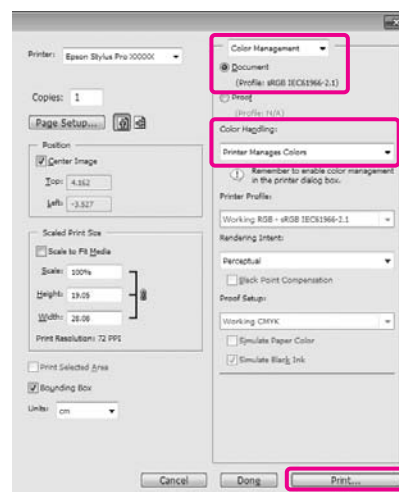 Printer: Epson Stylus Pro XXXXX
Copies: 1
Page Setup...
Position
Center Image
Top: 4.162
Left: -3.527
Scaled Print Size
Scale to Fit Media
Scale: 100%
Height: 19.05
Width: 28.08
Print Resolution: 72 PPI
Print Selected Area
Bounding Box
Units: cm
Color Management
Document
(Profile: sRGB IEC61966-2.1)
Proof
(Profile: N/A)
Color Handling:
Printer Manages Colors
Remember to enable color management
in the printer dialog box.
Printer Profile:
Working RGB - sRGB IEC61966-2.1
Rendering Intent:
Perceptual
Black Point Compensation
Proof Setup:
Working CMYK
Simulate Paper Color
Simulate Black Ink
Cancel
Done
Print...